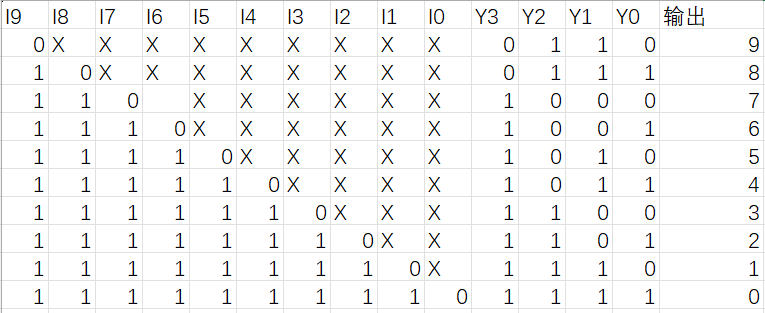 I9 I8 I7 I6 I5 I4 I3 I2 I1 I0 Y3 Y2 Y1 Y0 输出
0 X X X X X X X X X 0 1 1 0 9
1 0 X X X X X X X X 0 1 1 1 8
1 1 0 X X X X X X 1 0 0 0 7
1 1 1 0 X X X X X X 1 0 0 1 6
1 1 1 1 0 X X X X X 1 0 1 0 5
1 1 1 1 1 0 X X X X 1 0 1 1 4
1 1 1 1 1 1 0 X X X 1 1 0 0 3
1 1 1 1 1 1 1 0 X X 1 1 0 1 2
1 1 1 1 1 1 1 1 0 X 1 1 1 0 1
1 1 1 1 1 1 1 1 1 0 1 1 1 1 0